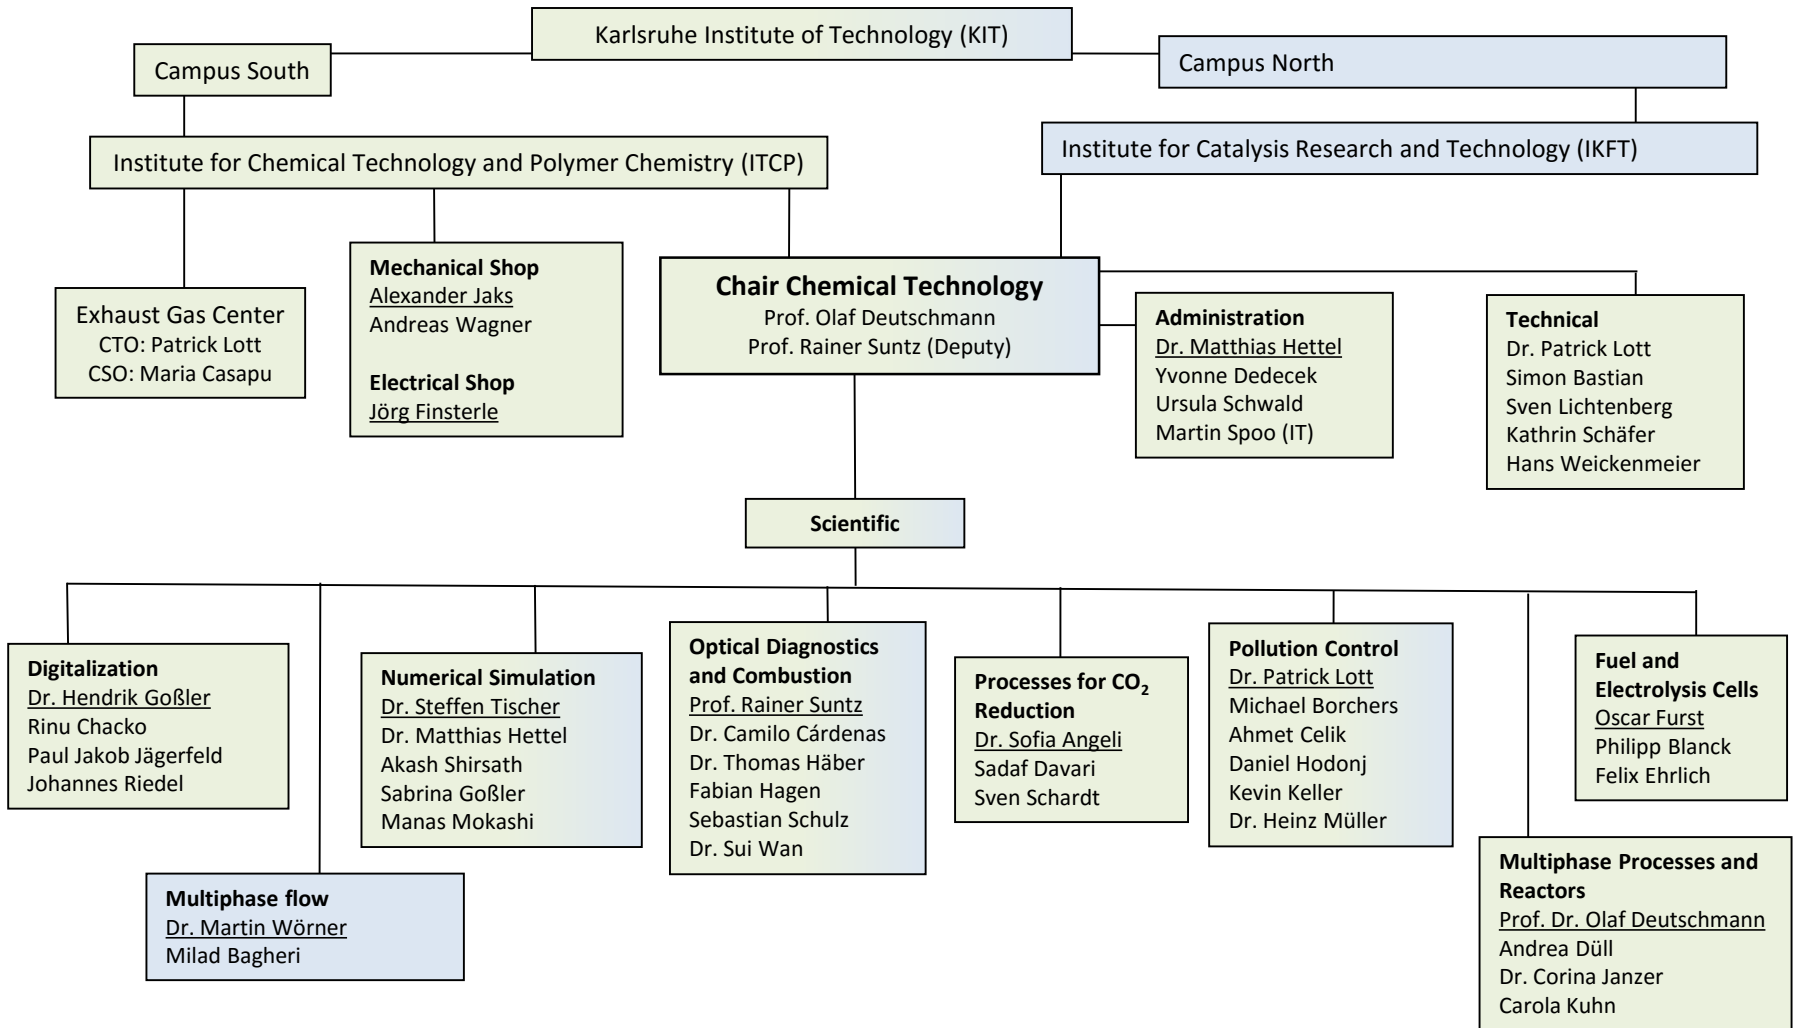 Karlsruhe Institute of Technology (KIT)
Campus South
Campus North
Institute for Chemical Technology and Polymer Chemistry (ITCP)
Institute for Catalysis Research and Technology (IKFT)
Exhaust Gas Center
CTO: Patrick Lott
CSO: Maria Casapu
Mechanical Shop
Alexander Jaks
Andreas Wagner
Electrical Shop
Jörg Finsterle
Chair Chemical Technology
Prof. Olaf Deutschmann
Prof. Rainer Suntz (Deputy)
Administration
Dr. Matthias Hettel
Yvonne Dedecek
Ursula Schwald
Martin Spoo (IT)
Technical
Dr. Patrick Lott
Simon Bastian
Sven Lichtenberg
Kathrin Schäfer
Hans Weickenmeier
Scientific
Digitalization
Dr. Hendrik Goßler
Rinu Chacko
Paul Jakob Jägerfeld
Johannes Riedel
Multiphase flow
Dr. Martin Wörner
Milad Bagheri
Numerical Simulation
Dr. Steffen Tischer
Dr. Matthias Hettel
Akash Shirsath
Sabrina Goßler
Manas Mokashi
Optical Diagnostics
and Combustion
Prof. Rainer Suntz
Dr. Camilo Cárdenas
Dr. Thomas Häber
Fabian Hagen
Sebastian Schulz
Dr. Sui Wan
Processes for CO₂
Reduction
Dr. Sofia Angeli
Sadaf Davari
Sven Schardt
Pollution Control
Dr. Patrick Lott
Michael Borchers
Ahmet Celik
Daniel Hodonj
Kevin Keller
Dr. Heinz Müller
Fuel and
Electrolysis Cells
Oscar Furst
Philipp Blanck
Felix Ehrlich
Multiphase Processes and
Reactors
Prof. Dr. Olaf Deutschmann
Andrea Düll
Dr. Corina Janzer
Carola Kuhn